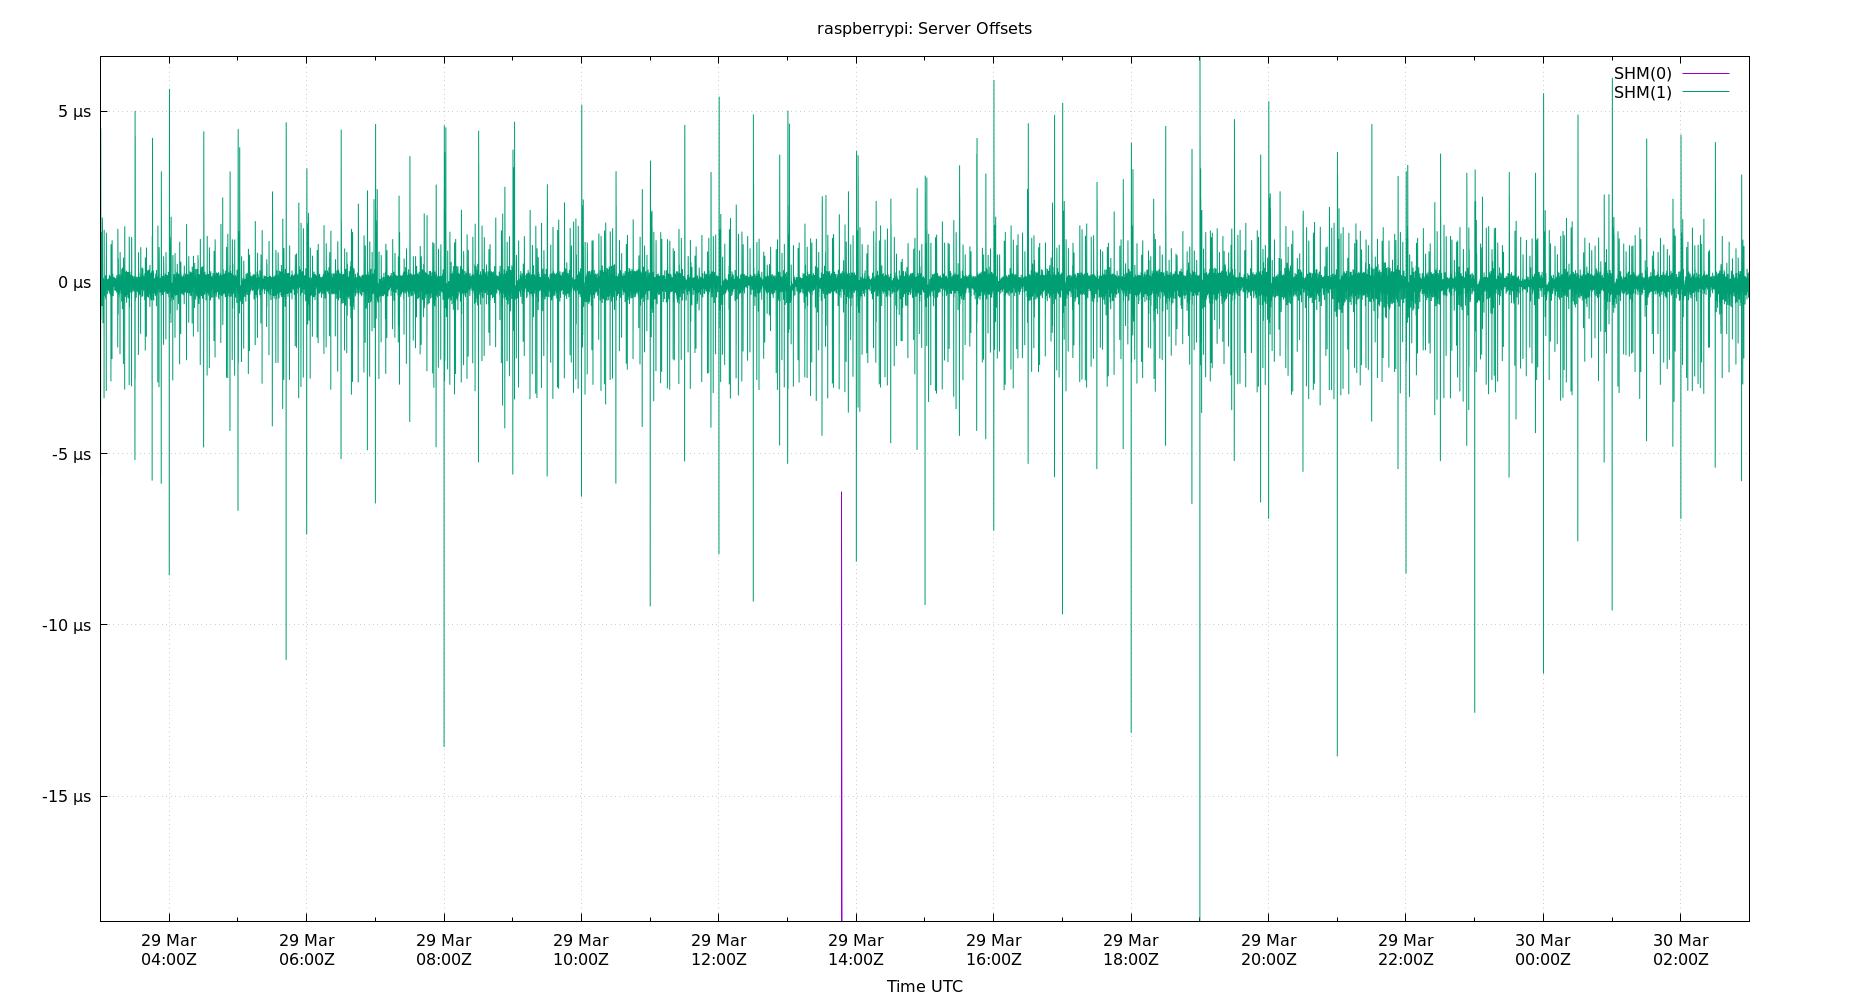 raspberrypi: Server Offsets
SHM(0)
SHM(1)
5 µs
0 µs
-5 µs
-10 µs
-15 µs
29 Mar 29 Mar 29 Mar 29 Mar 29 Mar 29 Mar 29 Mar 29 Mar 29 Mar 29 Mar 30 Mar 30 Mar
04:00Z 06:00Z 08:00Z 10:00Z 12:00Z 14:00Z 16:00Z 18:00Z 20:00Z 22:00Z 00:00Z 02:00Z
Time UTC